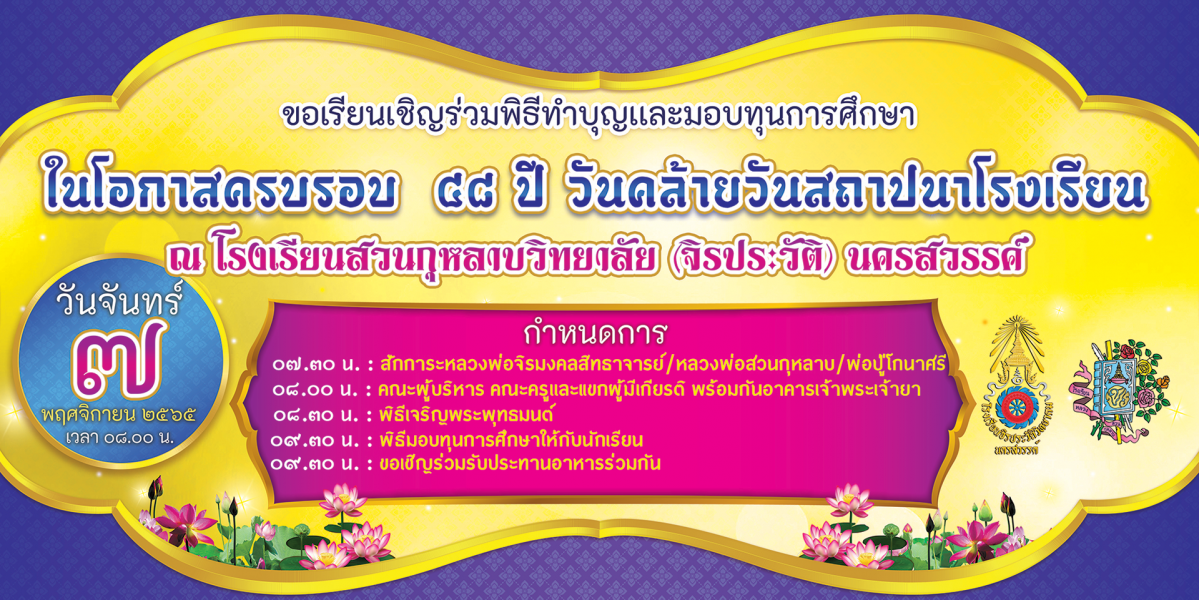 ขอเรียนเชิญร่วมพิธีทำบุญและมอบทุนการศึกษา
ในโอกาสครบรอบ ๕๘ ปี วันคล้ายวันสถาปนาโรงเรียน
ณ โรงเรียนสวนกุหลาบวิทยาลัย (จิรประวัติ) นครสวรรค์
วันจันทร์
๗
พฤศจิกายน ๒๕๖๕
เวลา ๐๘.๐๐ น.
กำหนดการ
๐๗.๓๐ น. : สักการะหลวงพ่อจิรมงคลสิทธาจารย์/หลวงพ่อสวนกุหลาบ/พ่อปู่โกนาศรี
๐๘.๐๐ น. : คณะผู้บริหาร คณะครูและแขกผู้มีเกียรติ พร้อมกันอาคารเจ้าพระเจ้ายา
๐๘.๓๐ น. : พิธีเจริญพระพุทธมนต์
๐๙.๓๐ น. : พิธีมอบทุนการศึกษาให้กับนักเรียน
๐๙.๓๐ น. : ขอเชิญร่วมรับประทานอาหารร่วมกัน
นครสวรรค์